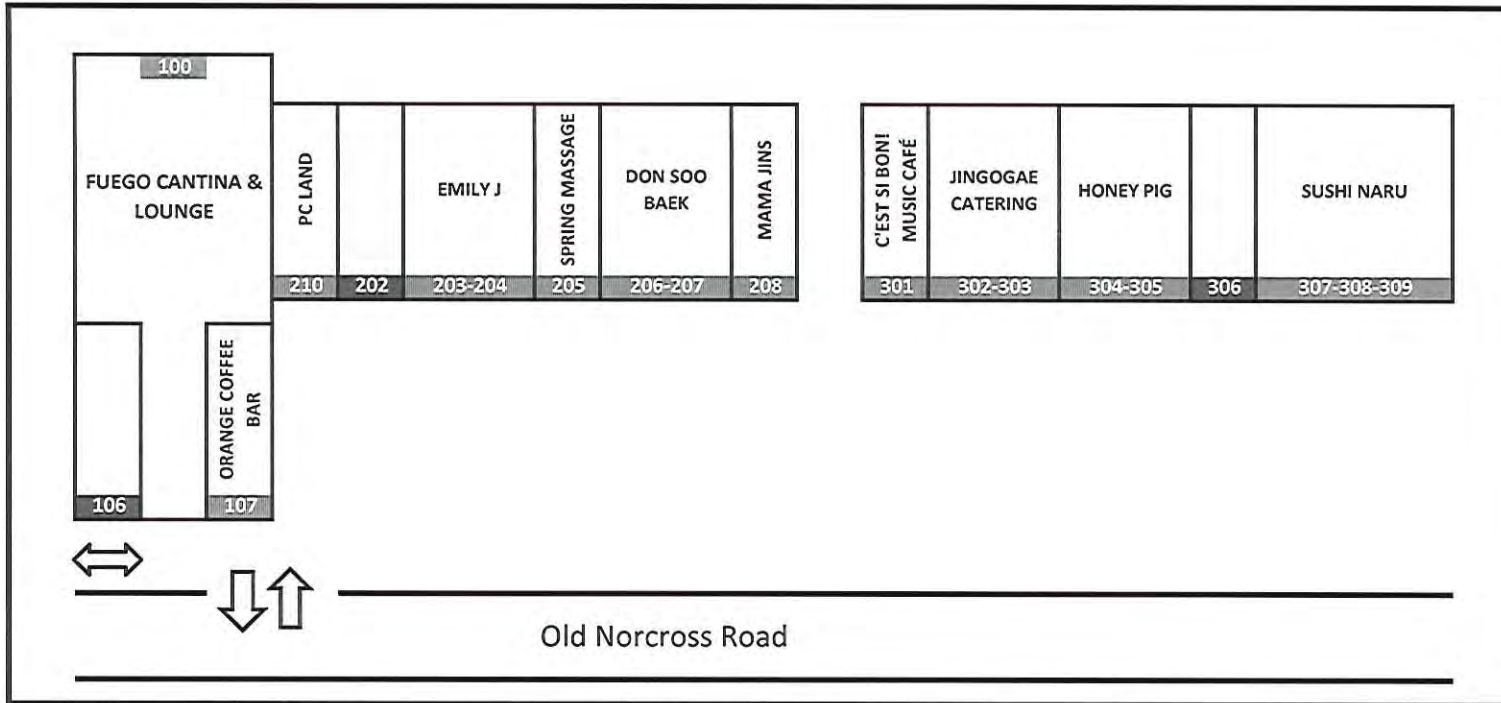 100
FUEGO CANTINA &
LOUNGE
PC LAND
EMILY J
SPRING MASSAGE
DON SOO
BAEK
MAMA JINS
210
202
203-204
205
206-207
208
C'EST SI BON!
MUSIC CAFÉ
JINGOGAE
CATERING
HONEY PIG
SUSHI NARU
301
302-303
304-305
306
307-308-309
ORANGE COFFEE
BAR
106
107
Old Norcross Road